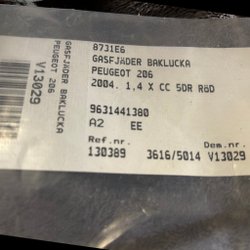 8731E6
GASFJÄDER BAKLUCKA
PEUGEOT 206
2004. 1,4 X CC 5DR RöD
9631441380
A2 EE
Ref.nr. Dem.nr.
130389 3616/5014 V13029
GASFJÄDER BAKLUCKA
PEUGEOT 206
V13029